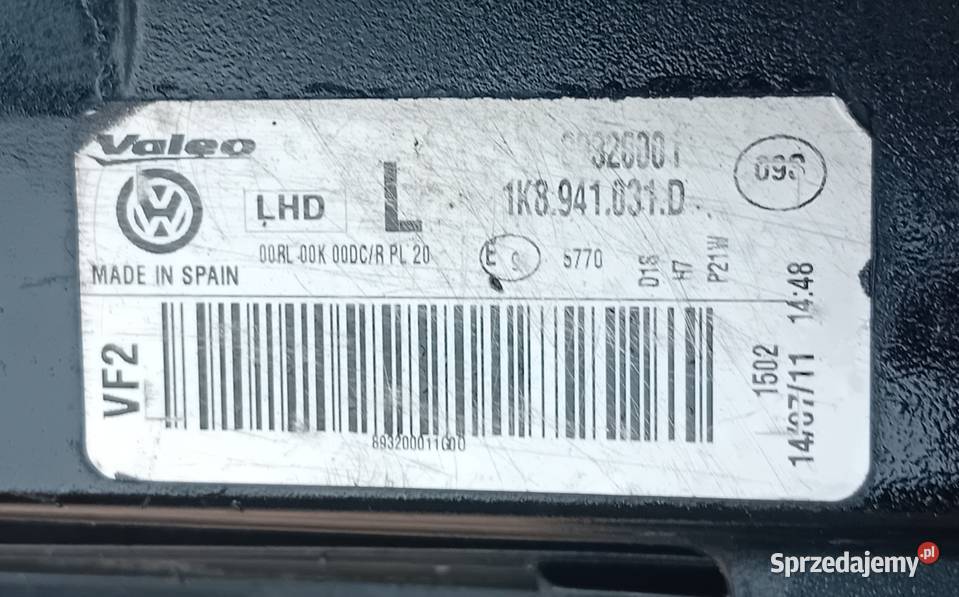 Valeo
1K8.941.031.D
LHD
L
00RL 00K 00DC/R PL 20
E 9
5770
D1S
H7
P21W
MADE IN SPAIN
VF2
1502
14/07/11 14:48
Sprzedajemy.pl